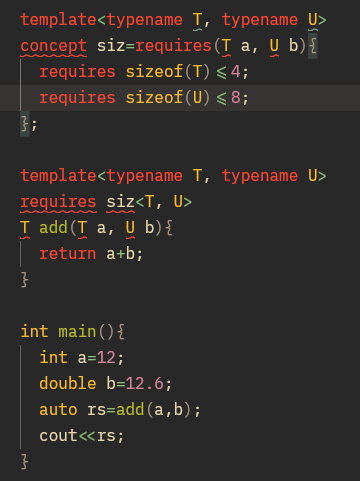 template<typename T, typename U>
concept siz=requires(T a, U b){
  requires sizeof(T)<=4;
  requires sizeof(U)<=8;
};
template<typename T, typename U>
requires siz<T, U>
T add(T a, U b){
  return a+b;
}
int main(){
  int a=12;
  double b=12.6;
  auto rs=add(a,b);
  cout<<rs;
}